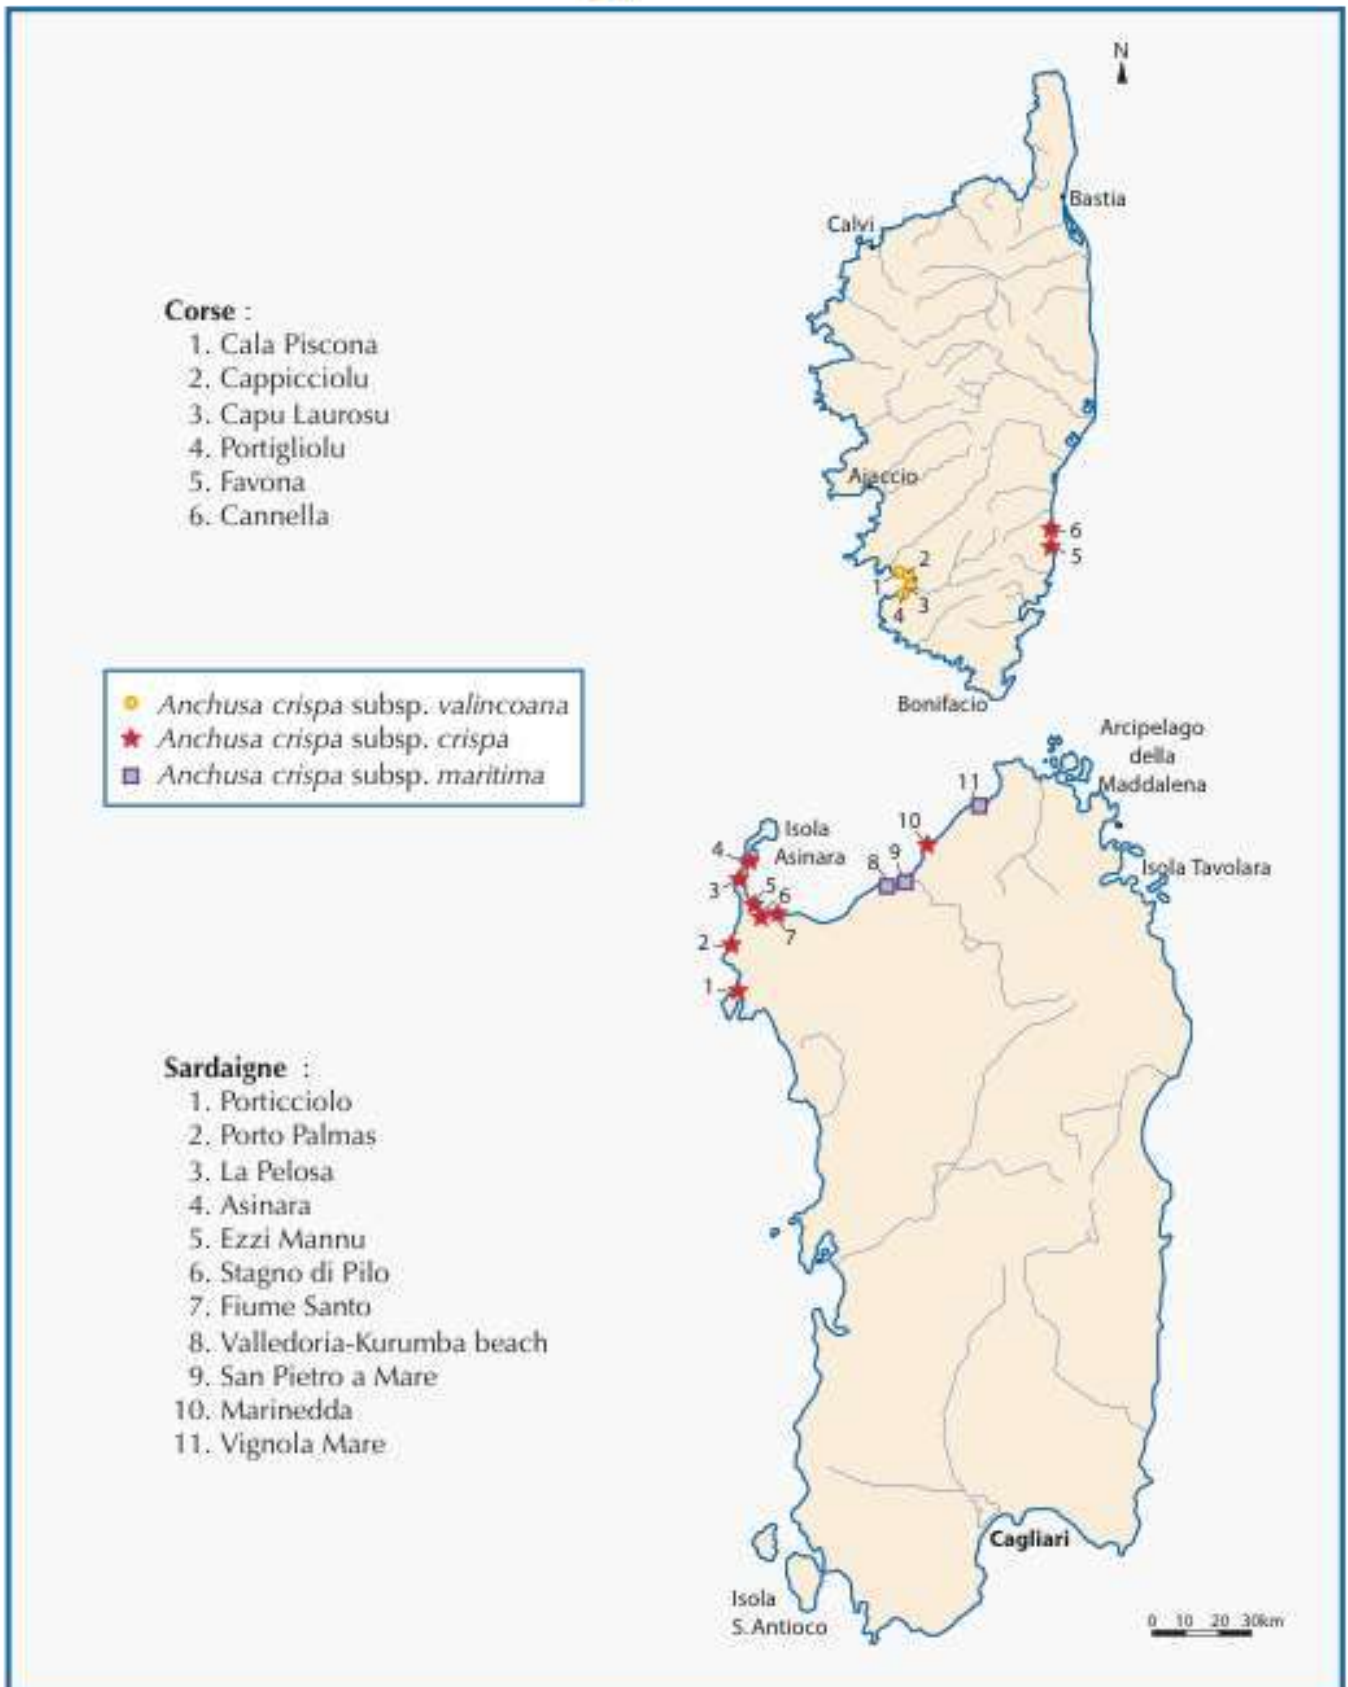 N
Bastia
Calvi
Corse :
1. Cala Piscona
2. Cappicciolu
3. Capu Laurosu
4. Portigliolu
5. Favona
6. Cannella
Ajaccio
6
5
2
1
3
4
Bonifacio
Anchusa crispa subsp. valincoana
Anchusa crispa subsp. crispa
Anchusa crispa subsp. maritima
Arcipelago
della
Maddalena
11
10
Isola
Asinara
4
9
8
3
5
6
7
2
1
Isola Tavolara
Sardaigne :
1. Porticciolo
2. Porto Palmas
3. La Pelosa
4. Asinara
5. Ezzi Mannu
6. Stagno di Pilo
7. Fiume Santo
8. Valledoria-Kurumba beach
9. San Pietro a Mare
10. Marinedda
11. Vignola Mare
Cagliari
Isola
S. Antioco
0 10 20 30km